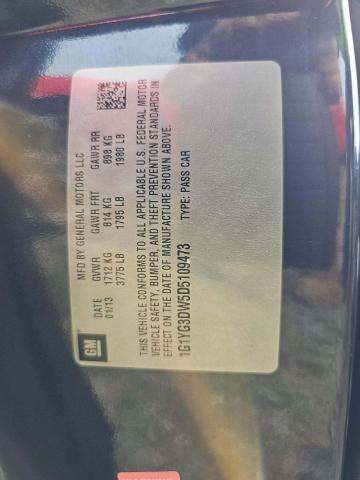 GM
MFD BY GENERAL MOTORS LLC
DATE GVWR GAWR FRT GAWR RR
01/13 1712 KG 814 KG 898 KG
3775 LB 1795 LB 1980 LB
THIS VEHICLE CONFORMS TO ALL APPLICABLE U.S. FEDERAL MOTOR
VEHICLE SAFETY, BUMPER, AND THEFT PREVENTION STANDARDS IN
EFFECT ON THE DATE OF MANUFACTURE SHOWN ABOVE.
1G1YG3DW5D5109473 TYPE: PASS CAR